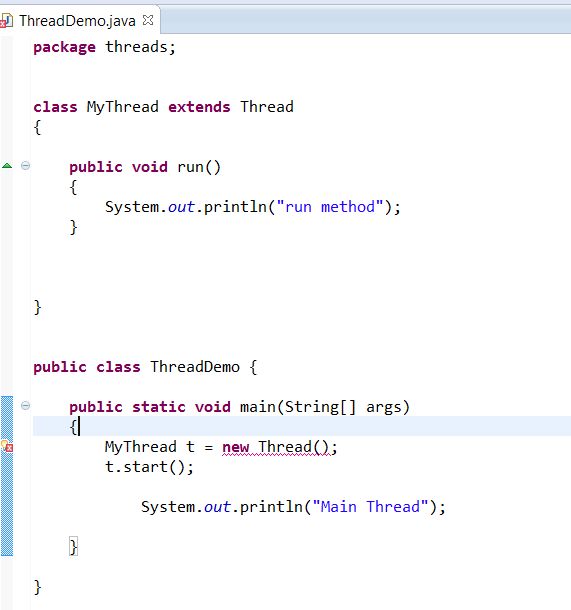 ThreadDemo.java
package threads;
class MyThread extends Thread
{
public void run()
{
System.out.println("run method");
}
}
public class ThreadDemo {
public static void main(String[] args)
{
MyThread t = new Thread();
t.start();
System.out.println("Main Thread");
}
}